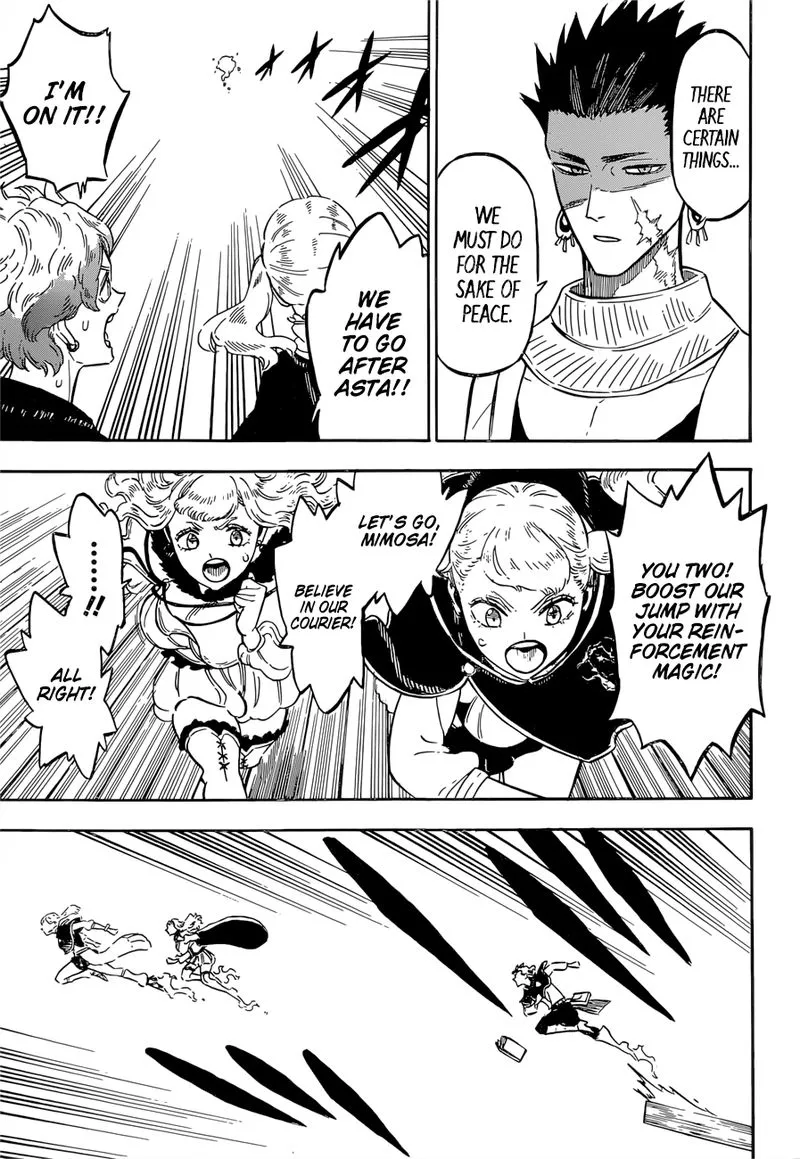 THERE
ARE
CERTAIN
THINGS...
WE
MUST DO
FOR THE
SAKE OF
PEACE.
WE
HAVE
TO GO
AFTER
ASTA!!
I'M
ON IT!!
YOU TWO!
BOOST OUR
JUMP WITH
YOUR REIN-
FORCEMENT
MAGIC!
LET'S GO,
MIMOSA!
BELIEVE
IN OUR
COURIER!
......!!
ALL
RIGHT!